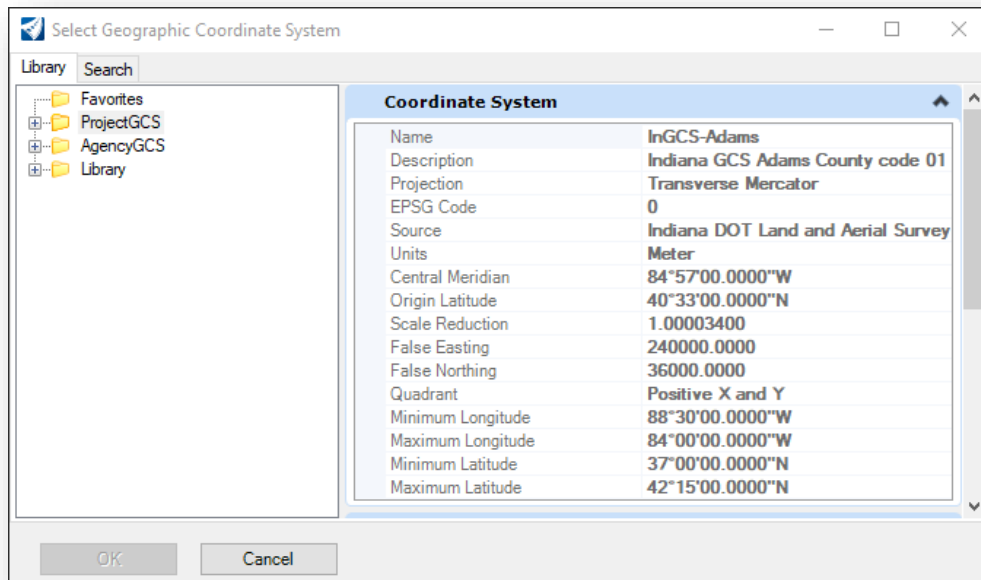 Select Geographic Coordinate System
Library Search
Favorites
ProjectGCS
AgencyGCS
Library
Coordinate System
Name InGCS-Adams
Description Indiana GCS Adams County code 01
Projection Transverse Mercator
EPSG Code 0
Source Indiana DOT Land and Aerial Survey
Units Meter
Central Meridian 84°57'00.0000"W
Origin Latitude 40°33'00.0000"N
Scale Reduction 1.00003400
False Easting 240000.0000
False Northing 36000.0000
Quadrant Positive X and Y
Minimum Longitude 88°30'00.0000"W
Maximum Longitude 84°00'00.0000"W
Minimum Latitude 37°00'00.0000"N
Maximum Latitude 42°15'00.0000"N
OK Cancel